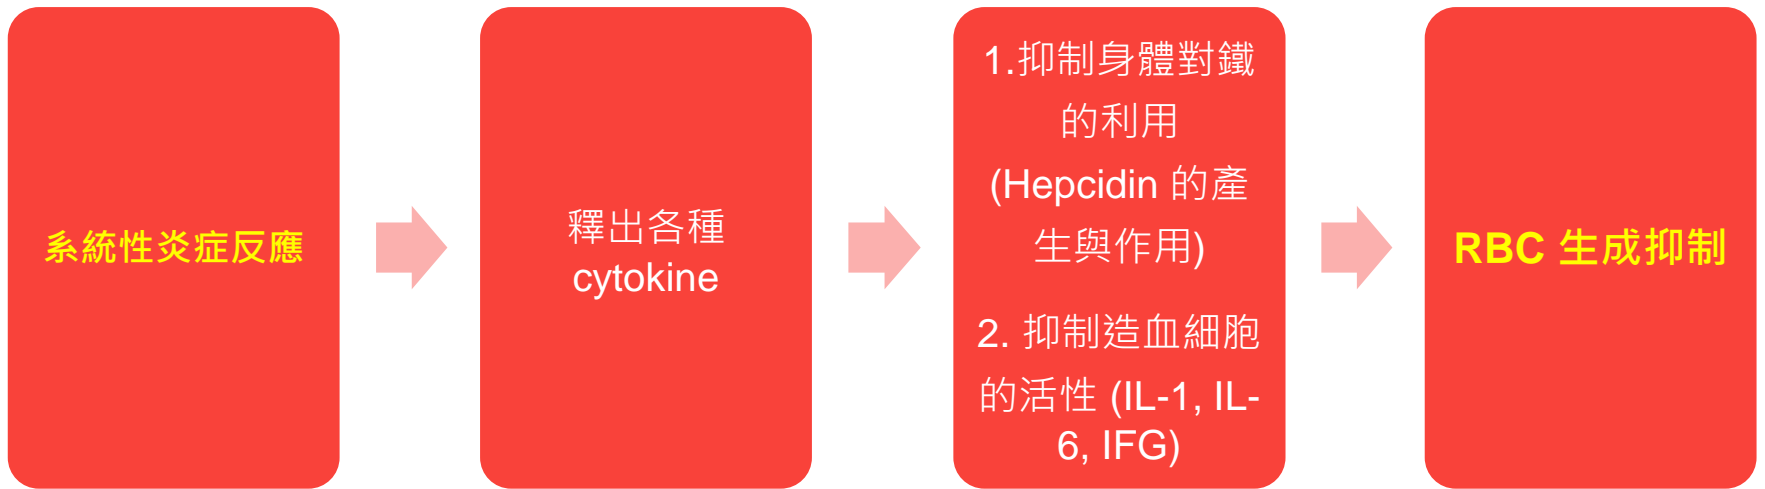 系統性炎症反應
釋出各種
cytokine
1.抑制身體對鐵
的利用
(Hepcidin 的產
生與作用)
2. 抑制造血細胞
的活性 (IL-1, IL-
6, IFG)
RBC 生成抑制